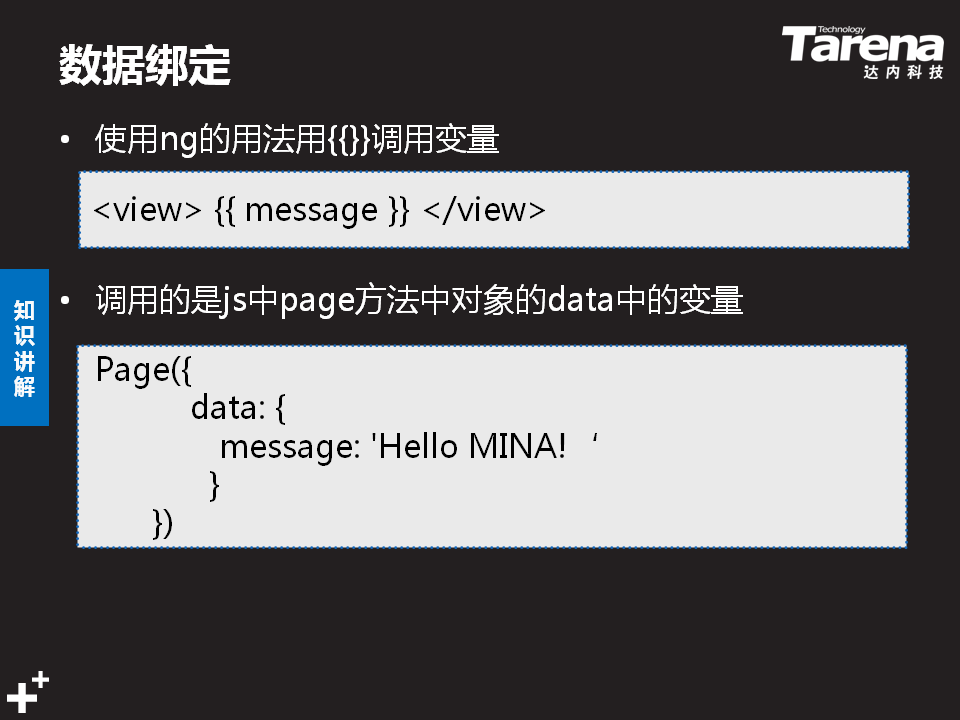 数据绑定
Technology
Tarena
达内科技
• 使用ng的用法用{{}}调用变量
<view> {{ message }} </view>
• 调用的是js中page方法中对象的data中的变量
知识讲解
Page({
data: {
message: 'Hello MINA! ‘
}
})